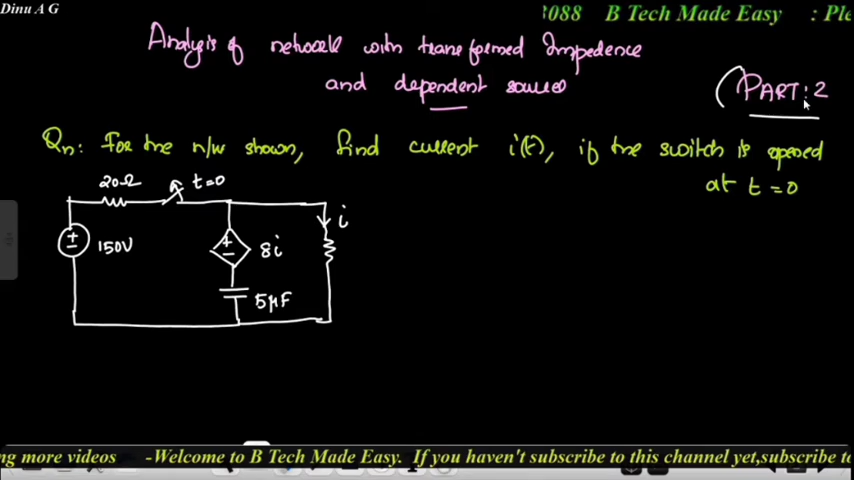 Dinu A G
3088 B Tech Made Easy : Ple
Analysis of network with transformed Impedence
and dependent source
(PART:2
Qn: For the n/w shown, find current i(t), if the switch is opened
at t=0
20Ω
t=0
i
150V
8i
5μF
ng more videos -Welcome to B Tech Made Easy. If you haven't subscribe to this channel yet,subscribe to